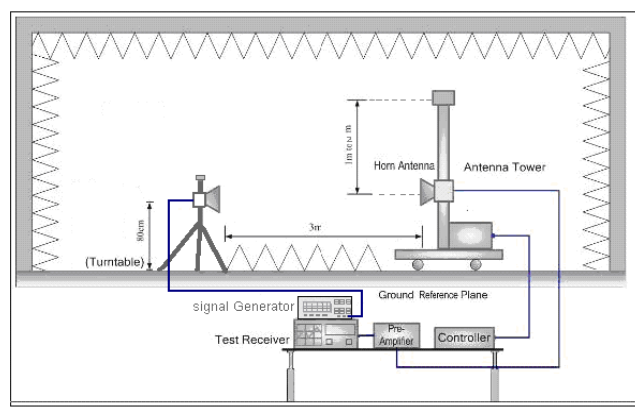 1m to 2 m
Horn Antenna
Antenna Tower
80cm
3m
(Turntable)
Ground Reference Plane
signal Generator
Test Receiver
Pre-
Amplifier
Controller